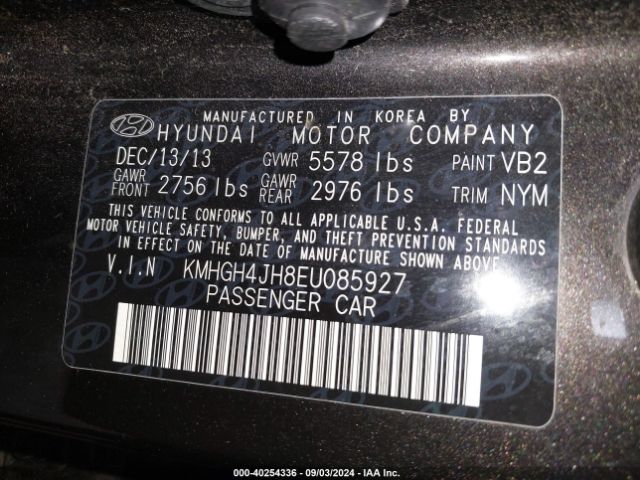 MANUFACTURED IN KOREA BY
HYUNDAI MOTOR COMPANY
DEC/13/13 GVWR 5578 lbs PAINT VB2
GAWR FRONT 2756 lbs GAWR REAR 2976 lbs TRIM NYM
THIS VEHICLE CONFORMS TO ALL APPLICABLE U.S.A. FEDERAL
MOTOR VEHICLE SAFETY, BUMPER, AND THEFT PREVENTION STANDARDS
IN EFFECT ON THE DATE OF MANUFACTURE SHOWN ABOVE.
V.I.N KMHGH4JH8EU085927
PASSENGER CAR
000-40254336 - 09/03/2024 - IAA Inc.